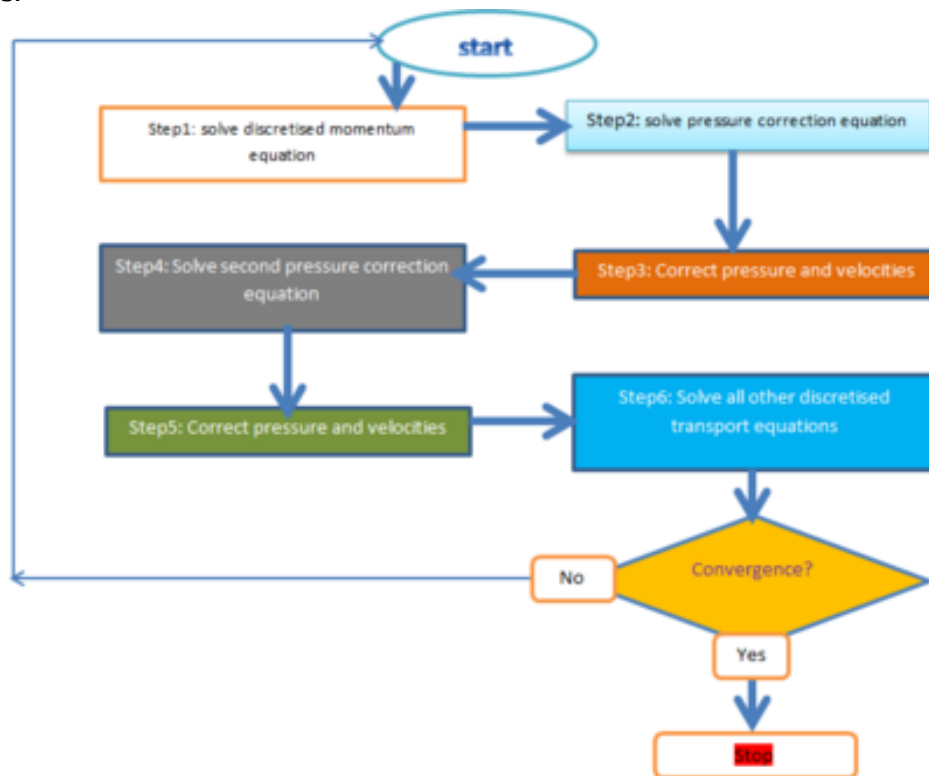 start
Step1: solve discretised momentum
equation
Step2: solve pressure correction equation
Step4: Solve second pressure correction
equation
Step3: Correct pressure and velocities
Step5: Correct pressure and velocities
Step6: Solve all other discretised
transport equations
Convergence?
No
Yes
Stop